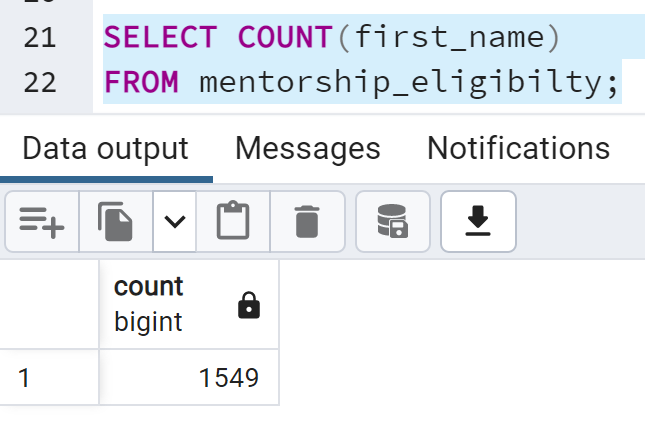 21 SELECT COUNT(first_name)
22 FROM mentorship_eligibilty;
Data output Messages Notifications
count
bigint
1 1549